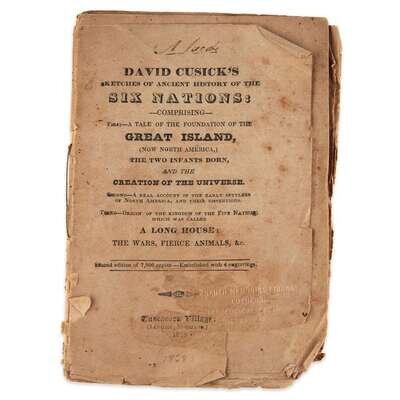 DAVID CUSICK'S
SKETCHES OF ANCIENT HISTORY OF THE
SIX NATIONS:
—COMPRISING—
FIRST—A TALE OF THE FOUNDATION OF THE
GREAT ISLAND,
(NOW NORTH AMERICA,)
THE TWO INFANTS BORN,
AND THE
CREATION OF THE UNIVERSE.
SECOND—A REAL ACCOUNT OF THE EARLY SETTLERS
OF NORTH AMERICA, AND THEIR DISSENTIONS.
THIRD—ORIGIN OF THE KINGDOM OF THE FIVE NATIONS,
WHICH WAS CALLED
A LONG HOUSE:
THE WARS, FIERCE ANIMALS, &c.
Second edition of 7,000 copies—Embellished with 4 engravings.
Tuscarora Village:
1828